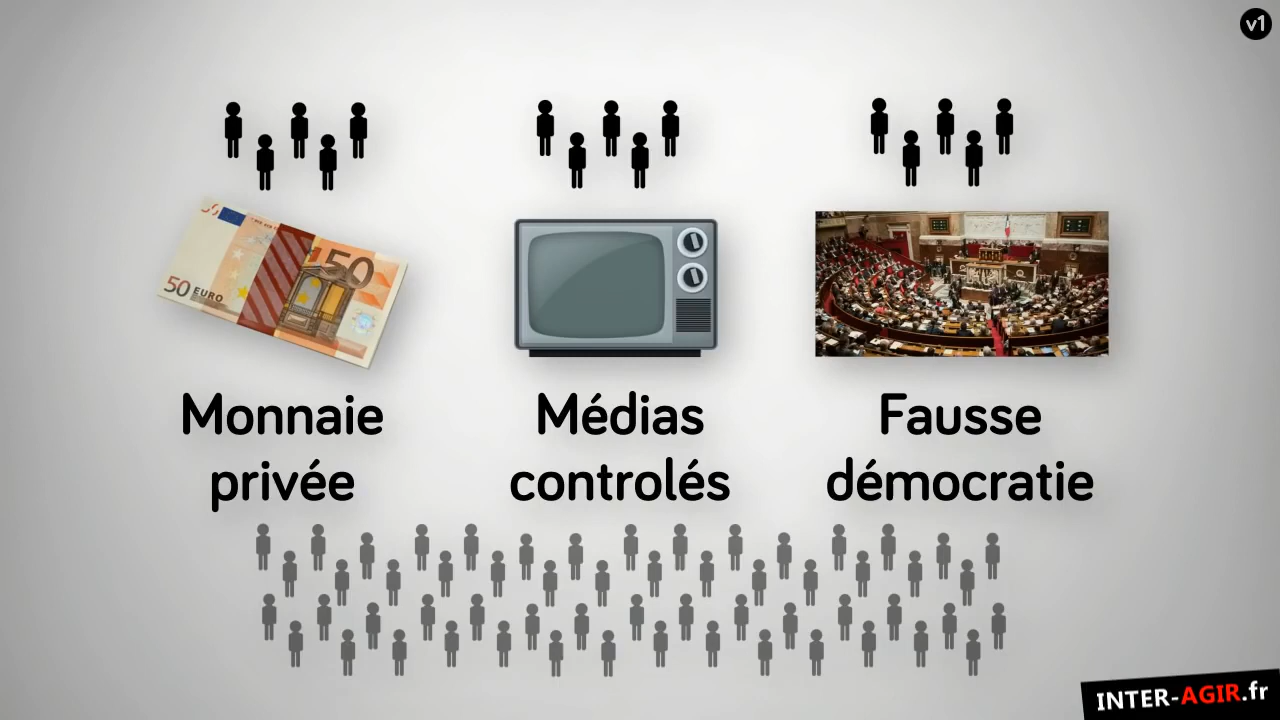 v1
50 EURO
50
Monnaie
privée
Médias
controlés
Fausse
démocratie
INTER-AGIR.fr